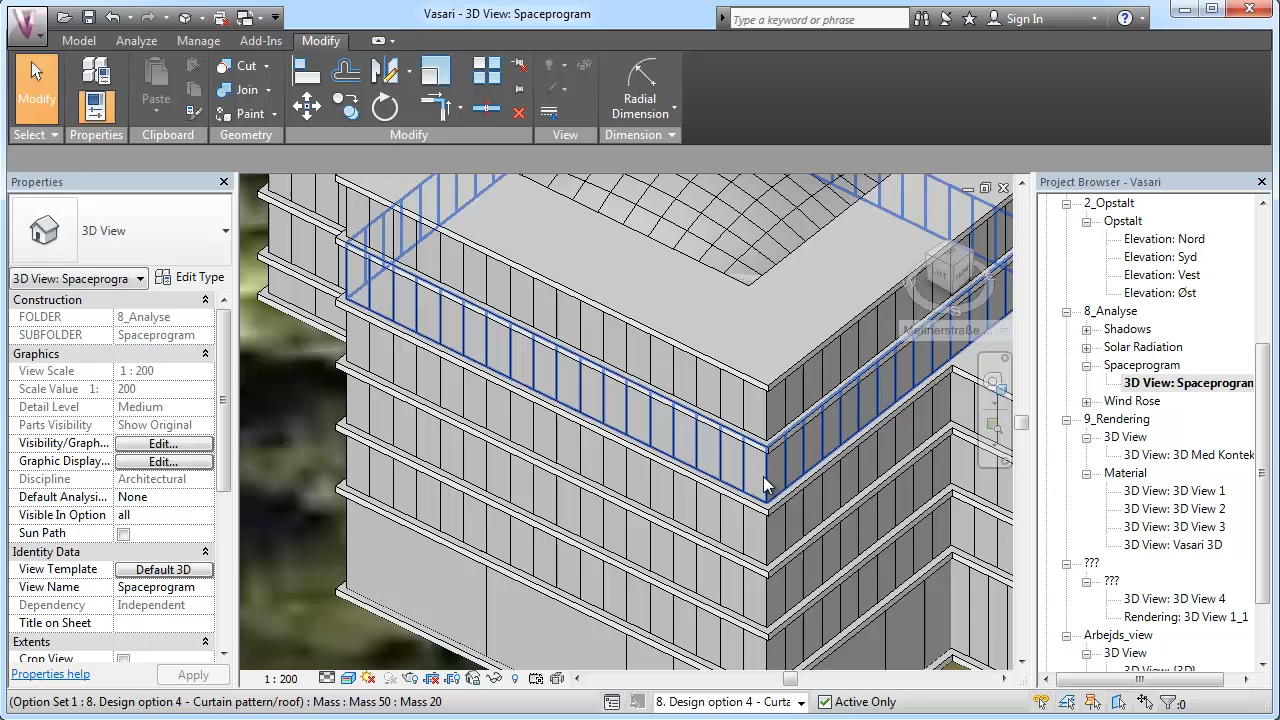 Vasari - 3D View: Spaceprogram
Type a keyword or phrase
Sign In
Model
Analyze
Manage
Add-Ins
Modify
Modify
Paste
Cut
Join
Paint
Radial
Dimension
Select
Properties
Clipboard
Geometry
Modify
View
Dimension
Properties
3D View
3D View: Spaceprogra
Edit Type
Construction
FOLDER 8_Analyse
SUBFOLDER Spaceprogram
Graphics
View Scale 1 : 200
Scale Value 1: 200
Detail Level Medium
Parts Visibility Show Original
Visibility/Graph... Edit...
Graphic Display... Edit...
Discipline Architectural
Default Analysi... None
Visible In Option all
Sun Path
Identity Data
View Template Default 3D
View Name Spaceprogram
Dependency Independent
Title on Sheet
Extents
Crop View
Properties help
Apply
Meitnerstraße ...
S
1 : 200
Project Browser - Vasari
2_Opstalt
Opstalt
Elevation: Nord
Elevation: Syd
Elevation: Vest
Elevation: Øst
8_Analyse
Shadows
Solar Radiation
Spaceprogram
3D View: Spaceprogram
Wind Rose
9_Rendering
3D View
3D View: 3D Med Kontek
Material
3D View: 3D View 1
3D View: 3D View 2
3D View: 3D View 3
3D View: Vasari 3D
???
???
3D View: 3D View 4
Rendering: 3D View 1_1
Arbejds_view
3D View
3D View: {3D}
(Option Set 1 : 8. Design option 4 - Curtain pattern/roof) : Mass : Mass 50 : Mass 20
8. Design option 4 - Curta
Active Only
:0